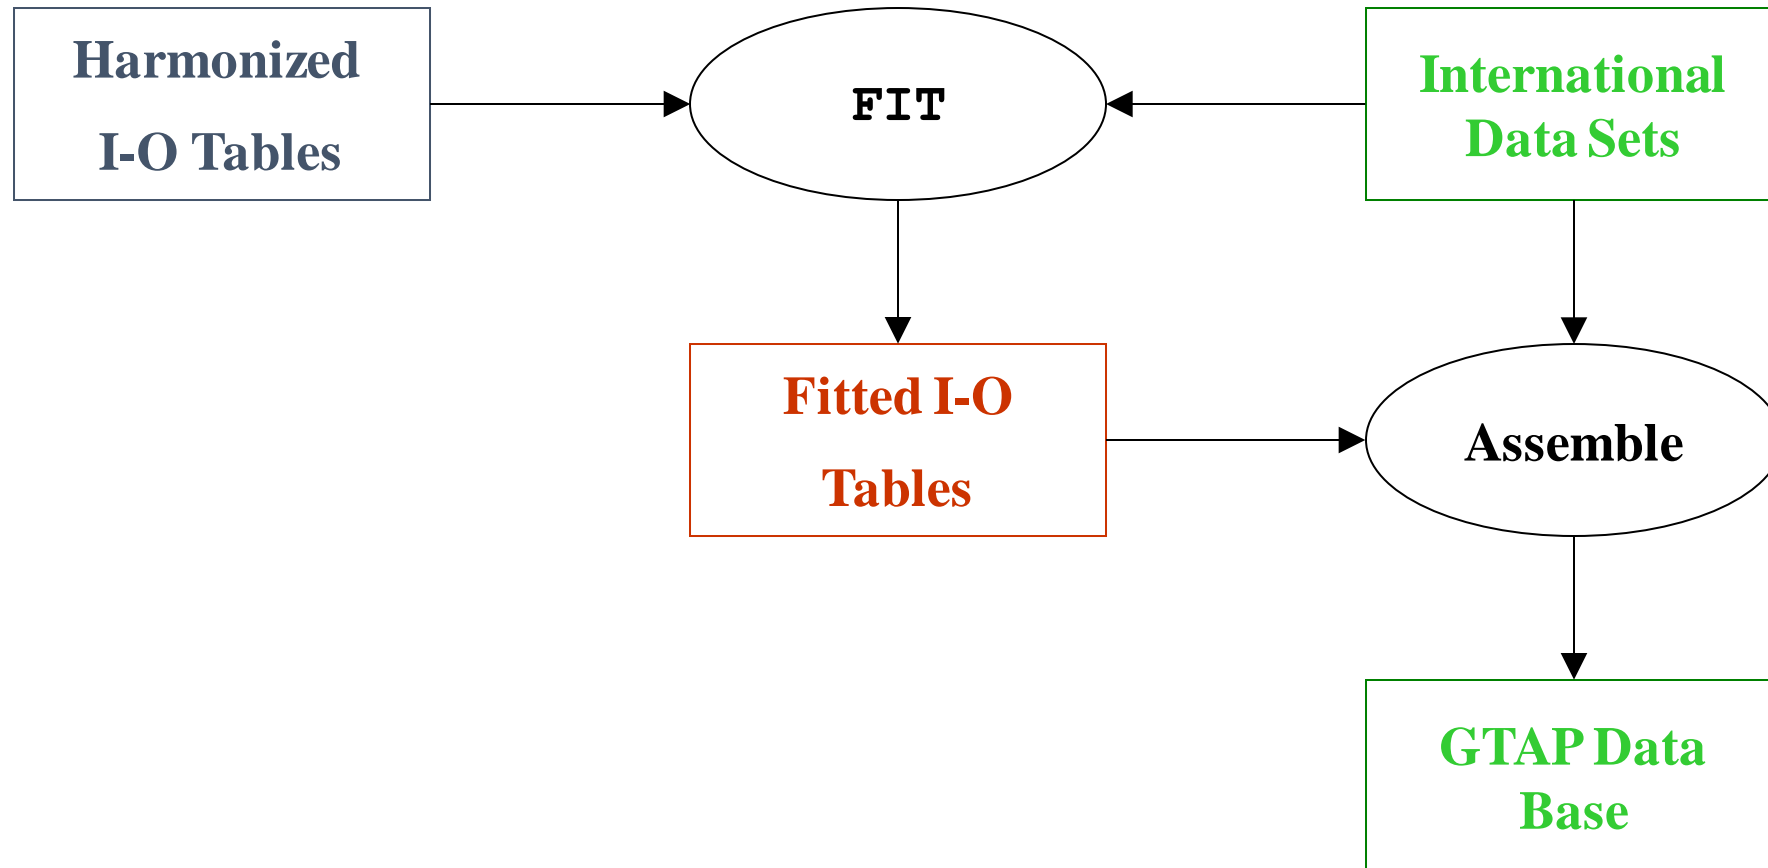 Harmonized
I-O Tables
FIT
International
Data Sets
Fitted I-O
Tables
Assemble
GTAP Data
Base